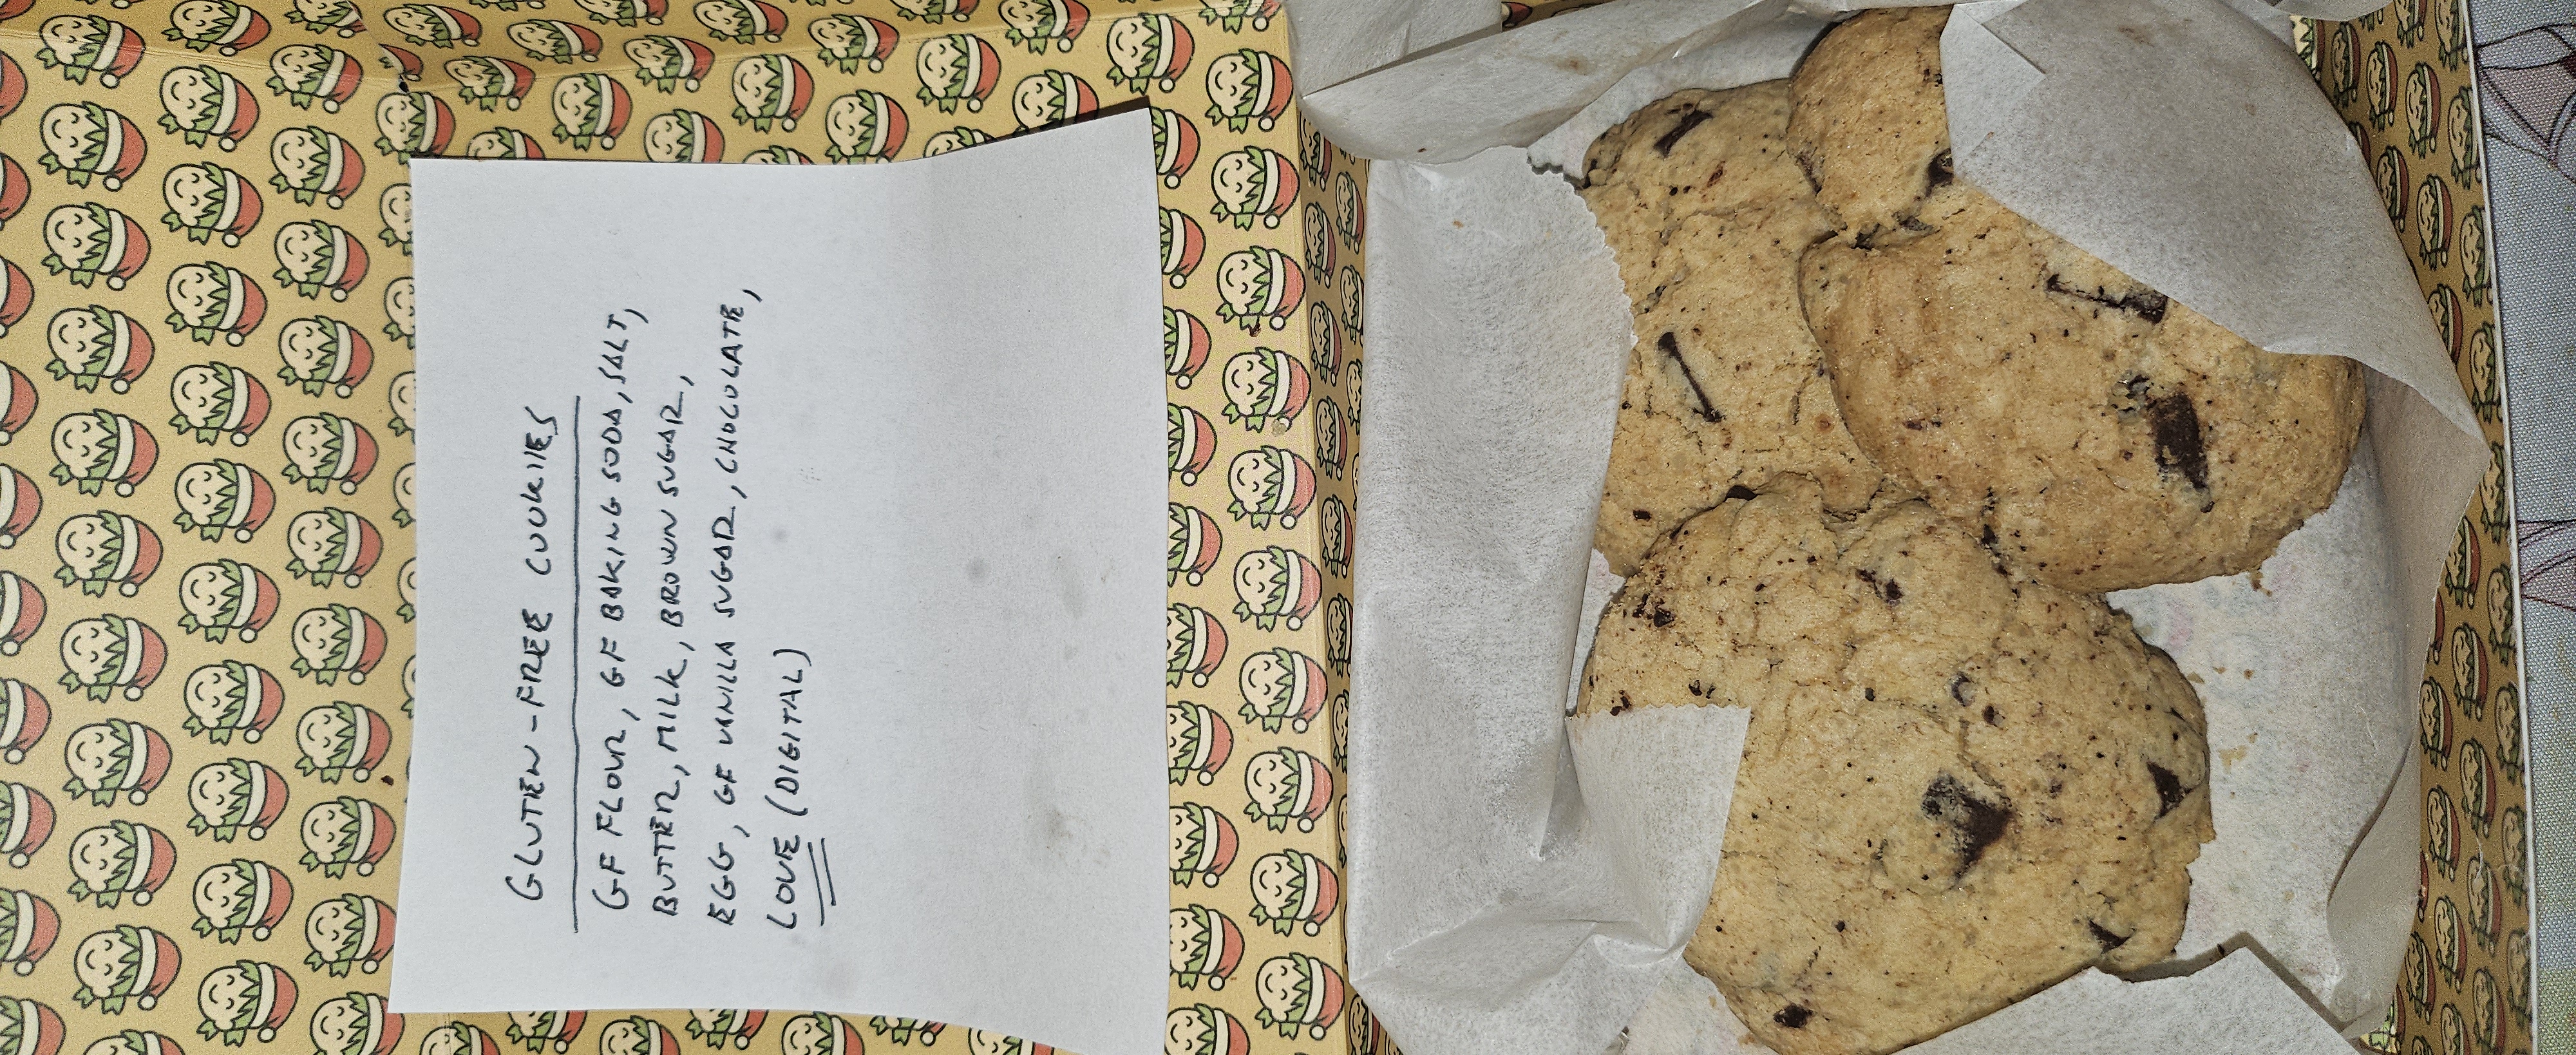 GLUTEN-FREE COOKIES
GF FLOUR, GF BAKING SODA, SALT,
BUTTER, MILK, BROWN SUGAR,
EGG, GF VANILLA SUGAR, CHOCOLATE,
LOVE (DIGITAL)